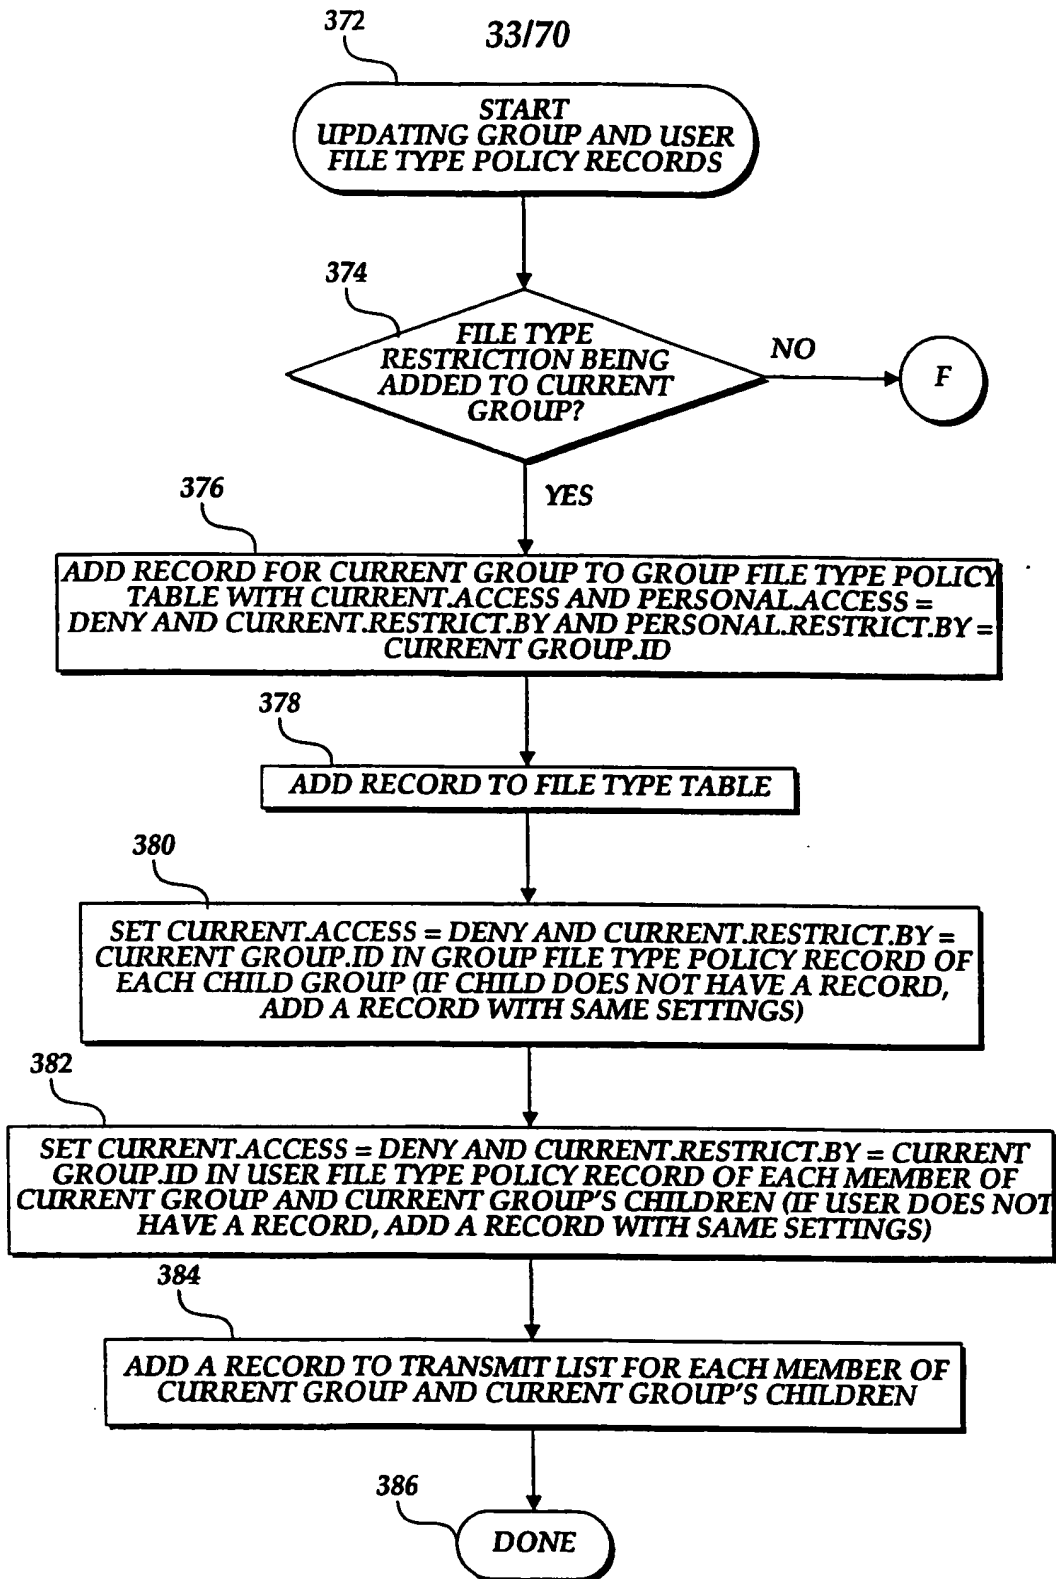 33/70
372
START
UPDATING GROUP AND USER
FILE TYPE POLICY RECORDS
374
FILE TYPE
RESTRICTION BEING
ADDED TO CURRENT
GROUP?
NO
F
YES
376
ADD RECORD FOR CURRENT GROUP TO GROUP FILE TYPE POLICY
TABLE WITH CURRENT.ACCESS AND PERSONAL.ACCESS =
DENY AND CURRENT.RESTRICT.BY AND PERSONAL.RESTRICT.BY =
CURRENT GROUP.ID
378
ADD RECORD TO FILE TYPE TABLE
380
SET CURRENT.ACCESS = DENY AND CURRENT.RESTRICT.BY =
CURRENT GROUP.ID IN GROUP FILE TYPE POLICY RECORD OF
EACH CHILD GROUP (IF CHILD DOES NOT HAVE A RECORD,
ADD A RECORD WITH SAME SETTINGS)
382
SET CURRENT.ACCESS = DENY AND CURRENT.RESTRICT.BY = CURRENT
GROUP.ID IN USER FILE TYPE POLICY RECORD OF EACH MEMBER OF
CURRENT GROUP AND CURRENT GROUP'S CHILDREN (IF USER DOES NOT
HAVE A RECORD, ADD A RECORD WITH SAME SETTINGS)
384
ADD A RECORD TO TRANSMIT LIST FOR EACH MEMBER OF
CURRENT GROUP AND CURRENT GROUP'S CHILDREN
386
DONE